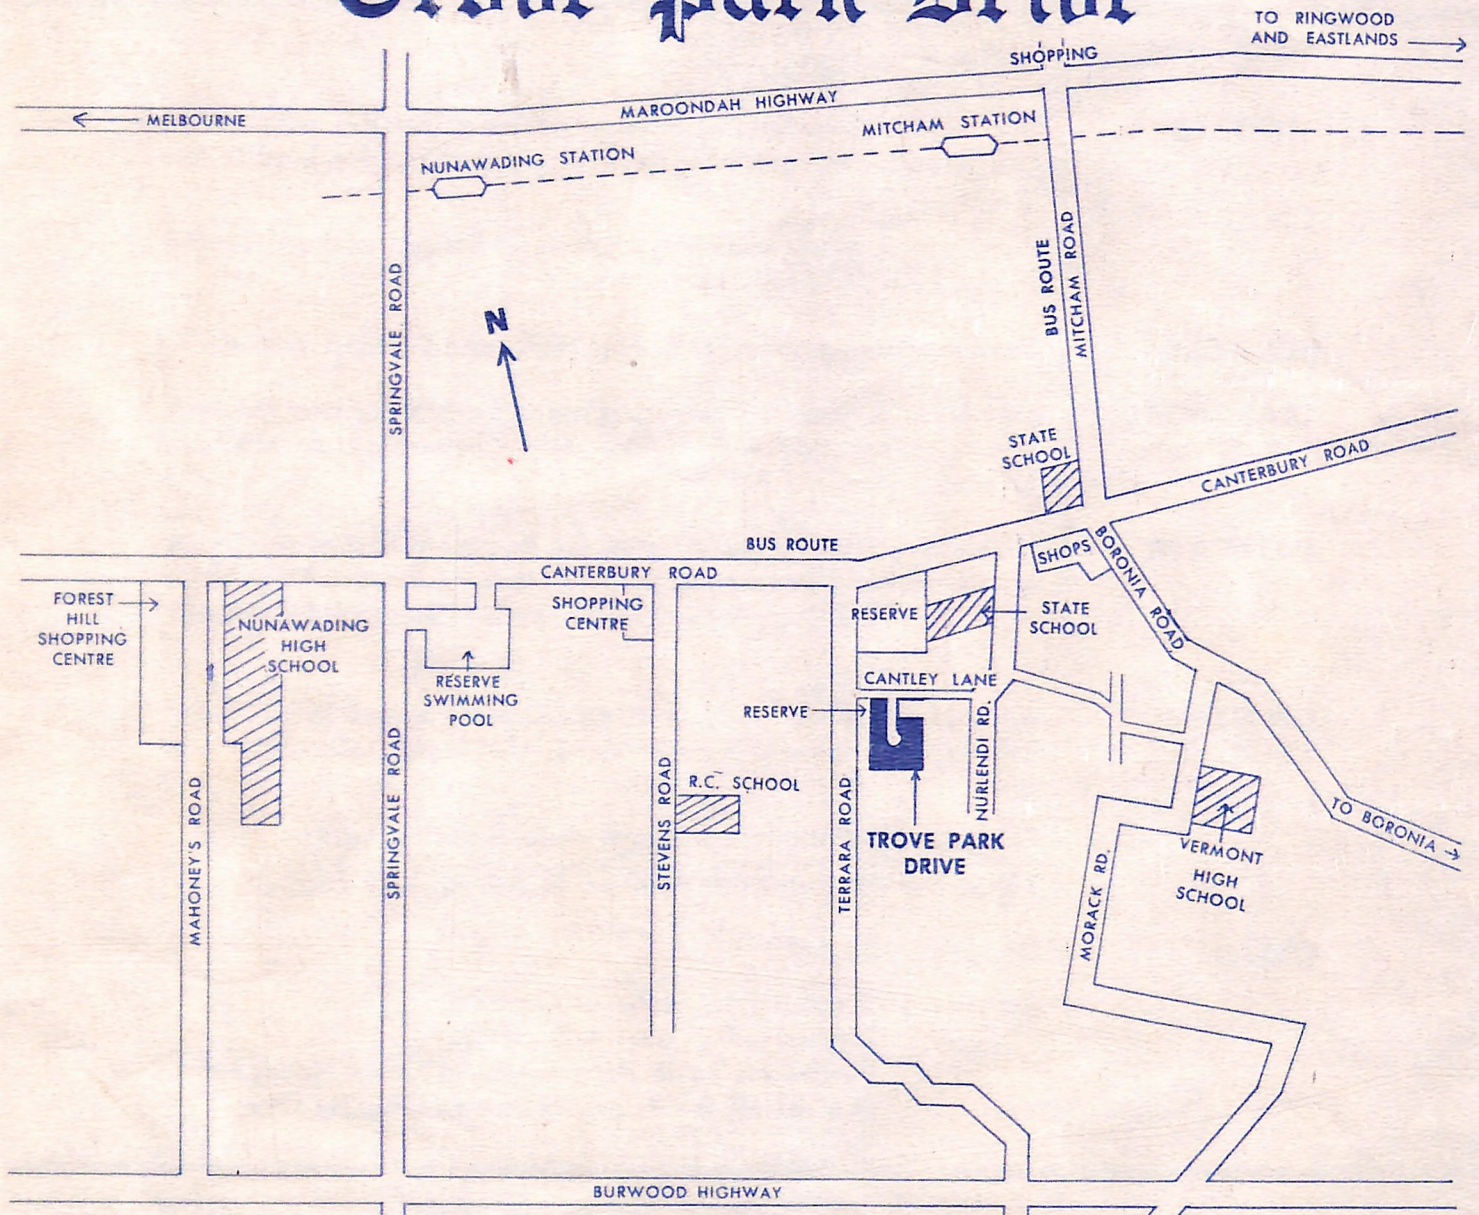 Trove Park Drive
TO RINGWOOD
AND EASTLANDS
SHOPPING
MAROONDAH HIGHWAY
MELBOURNE
MITCHAM STATION
NUNAWADING STATION
BUS ROUTE
MITCHAM ROAD
SPRINGVALE ROAD
N
STATE
SCHOOL
CANTERBURY ROAD
BUS ROUTE
CANTERBURY ROAD
SHOPS
BORONIA ROAD
FOREST
HILL
SHOPPING
CENTRE
NUNAWADING
HIGH
SCHOOL
SHOPPING
CENTRE
RESERVE
STATE
SCHOOL
RESERVE
SWIMMING
POOL
CANTLEY LANE
RESERVE
NURLENDI RD.
R.C. SCHOOL
MAHONEY'S ROAD
SPRINGVALE ROAD
STEVENS ROAD
TERRARA ROAD
TROVE PARK
DRIVE
TO BORONIA
VERMONT
HIGH
SCHOOL
MORACK RD.
BURWOOD HIGHWAY